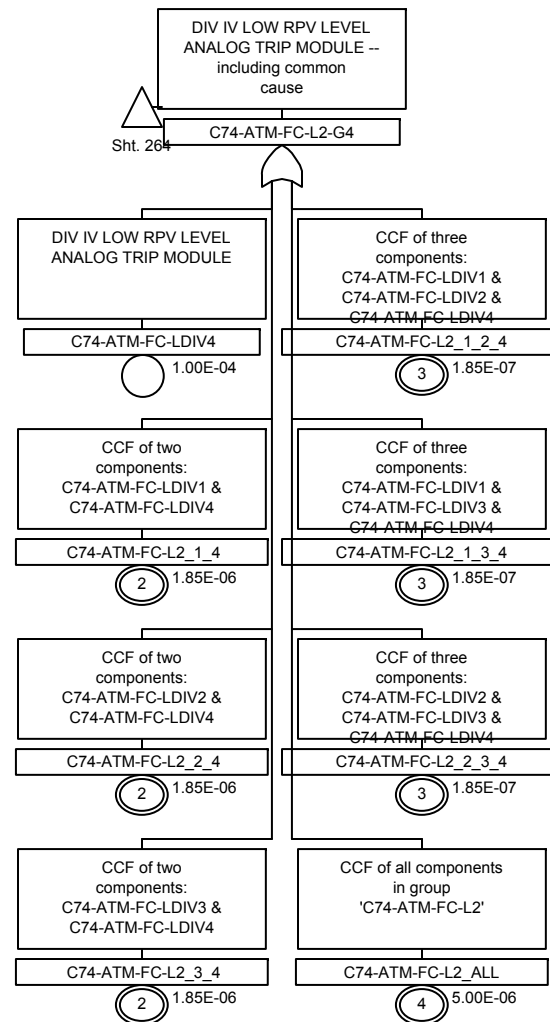 DIV IV LOW RPV LEVEL
ANALOG TRIP MODULE --
including common
cause
C74-ATM-FC-L2-G4
Sht. 264
DIV IV LOW RPV LEVEL
ANALOG TRIP MODULE
C74-ATM-FC-LDIV4
1.00E-04
CCF of three
components:
C74-ATM-FC-LDIV1 &
C74-ATM-FC-LDIV2 &
C74-ATM-FC-LDIV4
C74-ATM-FC-L2_1_2_4
3
1.85E-07
CCF of two
components:
C74-ATM-FC-LDIV1 &
C74-ATM-FC-LDIV4
C74-ATM-FC-L2_1_4
2
1.85E-06
CCF of three
components:
C74-ATM-FC-LDIV1 &
C74-ATM-FC-LDIV3 &
C74-ATM-FC-LDIV4
C74-ATM-FC-L2_1_3_4
3
1.85E-07
CCF of two
components:
C74-ATM-FC-LDIV2 &
C74-ATM-FC-LDIV4
C74-ATM-FC-L2_2_4
2
1.85E-06
CCF of three
components:
C74-ATM-FC-LDIV2 &
C74-ATM-FC-LDIV3 &
C74-ATM-FC-LDIV4
C74-ATM-FC-L2_2_3_4
3
1.85E-07
CCF of two
components:
C74-ATM-FC-LDIV3 &
C74-ATM-FC-LDIV4
C74-ATM-FC-L2_3_4
2
1.85E-06
CCF of all components
in group
'C74-ATM-FC-L2'
C74-ATM-FC-L2_ALL
4
5.00E-06